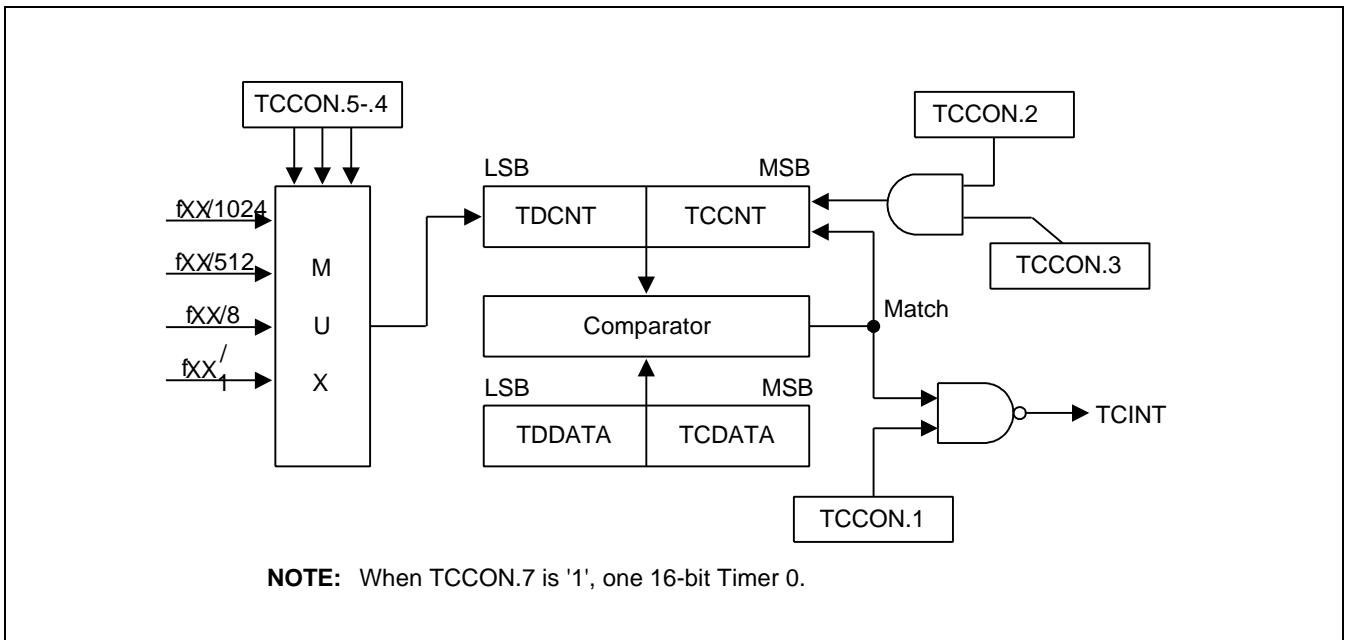 TCCON.5-.4
TCCON.2
LSB
MSB
fXX/1024
TDCNT
TCCNT
TCCON.3
fXX/512
M
fXX/8
U
Comparator
Match
fXX/1
X
LSB
MSB
TDDATA
TCDATA
TCINT
TCCON.1
NOTE: When TCCON.7 is '1', one 16-bit Timer 0.